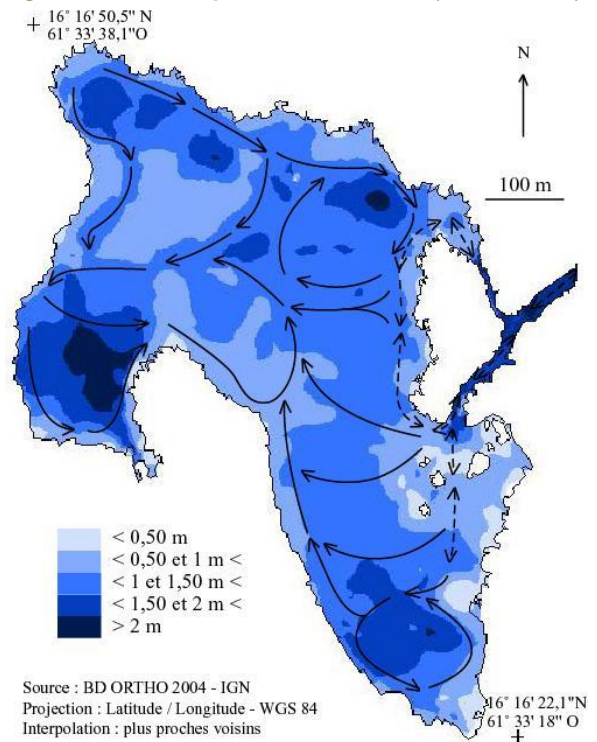 16° 16' 50,5" N
61° 33' 38,1"O
N
100 m
< 0,50 m
< 0,50 et 1 m <
< 1 et 1,50 m <
< 1,50 et 2 m <
> 2 m
Source : BD ORTHO 2004 - IGN
Projection : Latitude / Longitude - WGS 84
Interpolation : plus proches voisins
16° 16' 22,1"N
61° 33' 18" O